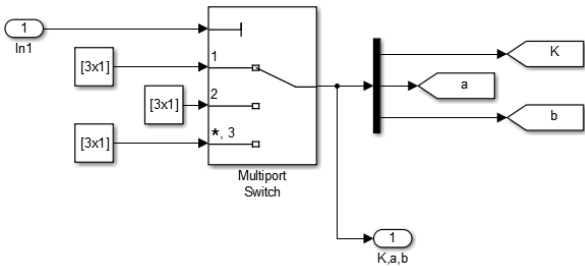 1
In1
[3x1]
1
[3x1]
2
[3x1]
*, 3
Multiport
Switch
K
a
b
1
K,a,b